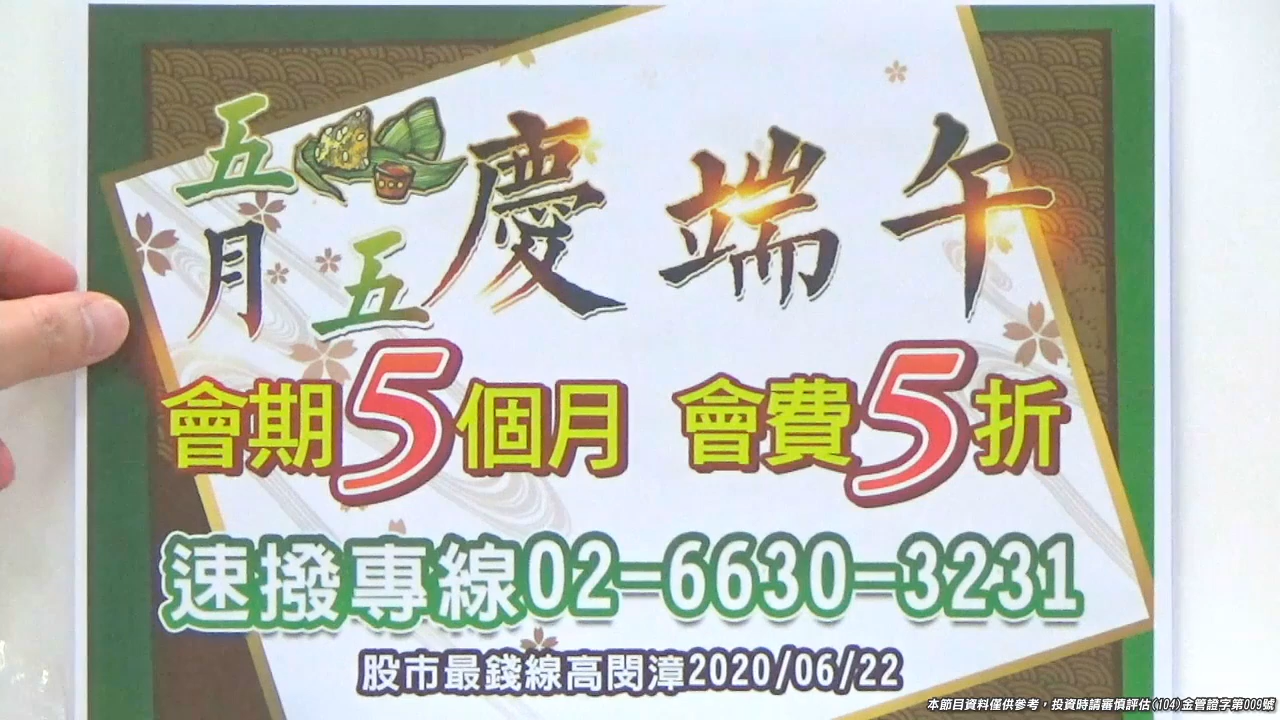 五月五慶端午
會期5個月 會費5折
速撥專線02-6630-3231
股市最錢線高閔漳2020/06/22
本節目資料僅供參考，投資時請審慎評估(104)金管證字第009號